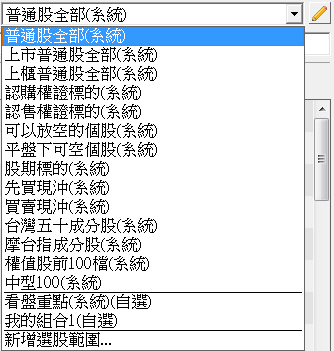 普通股全部(系統)
普通股全部(系統)
上市普通股全部(系統)
上櫃普通股全部(系統)
認購權證標的(系統)
認售權證標的(系統)
可以放空的個股(系統)
平盤下可空個股(系統)
股期標的(系統)
先買現沖(系統)
買賣現沖(系統)
台灣五十成分股(系統)
摩台指成分股(系統)
權值股前100檔(系統)
中型100(系統)
看盤重點(系統)(自選)
我的組合1(自選)
新增選股範圍...